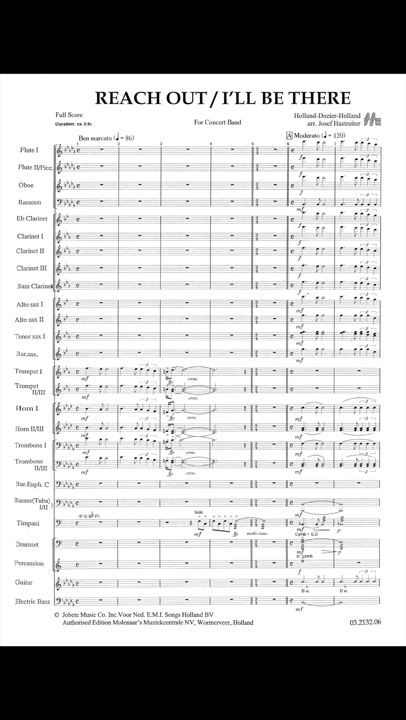 REACH OUT / I'LL BE THERE
Full Score
Duration: ca 3.5r.
For Concert Band
Holland-Dozier-Holland
arr. Josef Hastreiter
Ben marcato (♩ = 86)
A Moderato (♩ = 120)
Flute I
Flute II/Picc.
Oboe
Bassoon
Eb Clarinet
Clarinet I
Clarinet II
Clarinet III
Bass Clarinet
Alto sax I
Alto sax II
Tenor sax I
Bar.sax.
Trumpet I
Trumpet
II/III
Horn I
Horn II/III
Trombone I
Trombone
II/III
Bar.Euph. C
Basses(Tuba)
I/II
Timpani
Solo
Drumset
Cymb + S.D.
Percussion
Guitar
Electric Bass
© Jobete Music Co. Inc.Voor Ned. E.M.I. Songs Holland BV
Authorised Edition Molenaar's Muziekcentrale NV, Wormerveer, Holland
03.2132.06